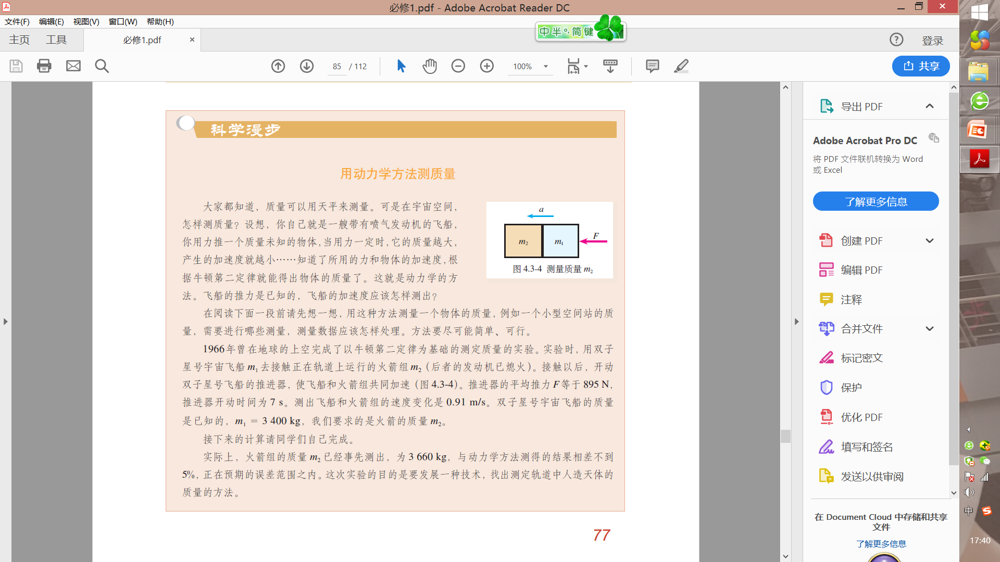 必修1.pdf - Adobe Acrobat Reader DC
文件(F) 编辑(E) 视图(V) 窗口(W) 帮助(H)
中半°,简键
主页 工具 必修1.pdf × 登录
85 / 112 100% 共享
科学漫步
用动力学方法测质量
大家都知道，质量可以用天平来测量。可是在宇宙空间，
怎样测质量？设想，你自己就是一艘带有喷气发动机的飞船，
你用力推一个质量未知的物体，当用力一定时，它的质量越大，
产生的加速度就越小……知道了所用的力和物体的加速度，根
据牛顿第二定律就能得出物体的质量了。这就是动力学的方
法。飞船的推力是已知的，飞船的加速度应该怎样测出？
a
m2 m1 F
图 4.3-4 测量质量 m2
在阅读下面一段前请先想一想，用这种方法测量一个物体的质量，例如一个小型空间站的质
量，需要进行哪些测量，测量数据应该怎样处理。方法要尽可能简单、可行。
1966年曾在地球的上空完成了以牛顿第二定律为基础的测定质量的实验。实验时，用双子
星号宇宙飞船 m1 去接触正在轨道上运行的火箭组 m2（后者的发动机已熄火）。接触以后，开动
双子星号飞船的推进器，使飞船和火箭组共同加速（图 4.3-4）。推进器的平均推力 F 等于 895 N，
推进器开动时间为 7 s。测出飞船和火箭组的速度变化是 0.91 m/s。双子星号宇宙飞船的质量
是已知的，m1 = 3 400 kg，我们要求的是火箭的质量 m2。
接下来的计算请同学们自己完成。
实际上，火箭组的质量 m2 已经事先测出，为 3 660 kg，与动力学方法测得的结果相差不到
5%，正在预期的误差范围之内。这次实验的目的是要发展一种技术，找出测定轨道中人造天体的
质量的方法。
77
导出 PDF
Adobe Acrobat Pro DC
将 PDF 文件联机转换为 Word
或 Excel
了解更多信息
创建 PDF
编辑 PDF
注释
合并文件
标记密文
保护
优化 PDF
填写和签名
发送以供审阅
在 Document Cloud 中存储和共享
文件
了解更多信息
中
17:40